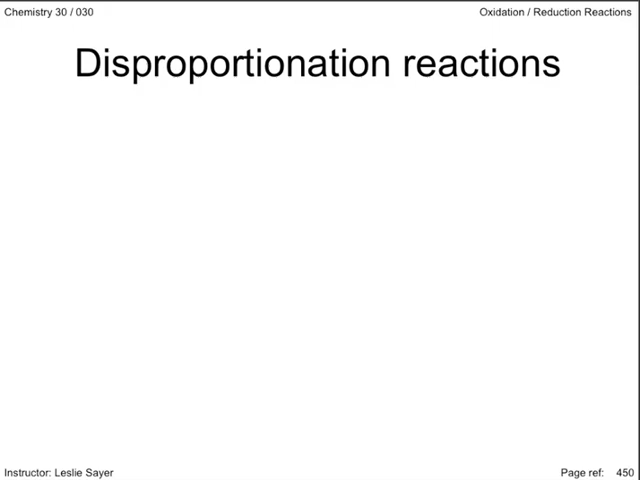 Chemistry 30 / 030 Oxidation / Reduction Reactions
Disproportionation reactions
Instructor: Leslie Sayer Page ref: 450